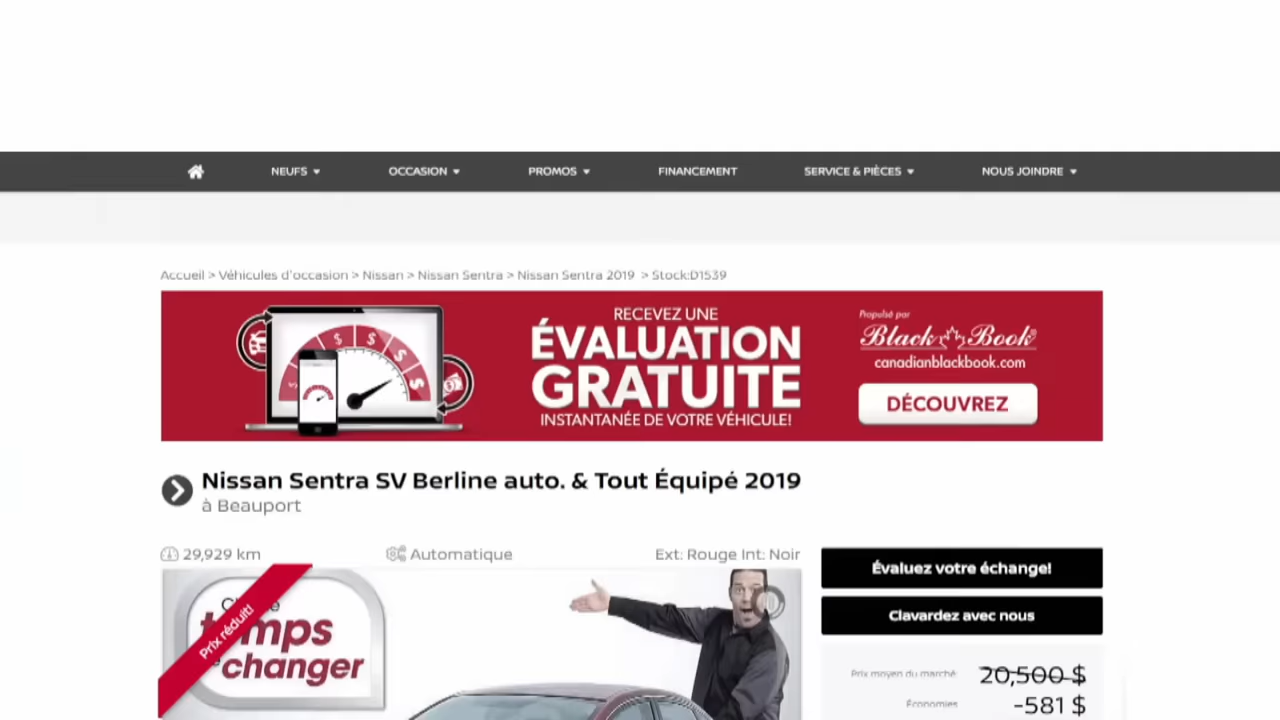 NEUFS
OCCASION
PROMOS
FINANCEMENT
SERVICE & PIÈCES
NOUS JOINDRE
Accueil > Véhicules d'occasion > Nissan > Nissan Sentra > Nissan Sentra 2019 > Stock:D1539
RECEVEZ UNE
ÉVALUATION
GRATUITE
INSTANTANÉE DE VOTRE VÉHICULE!
Propulsé par
Black Book
canadianblackbook.com
DÉCOUVREZ
Nissan Sentra SV Berline auto. & Tout Équipé 2019
à Beauport
29,929 km
Automatique
Ext: Rouge Int: Noir
Prix réduit!
temps
changer
Évaluez votre échange!
Clavardez avec nous
Prix moyen du marché: 20,500 $
Économies -581 $